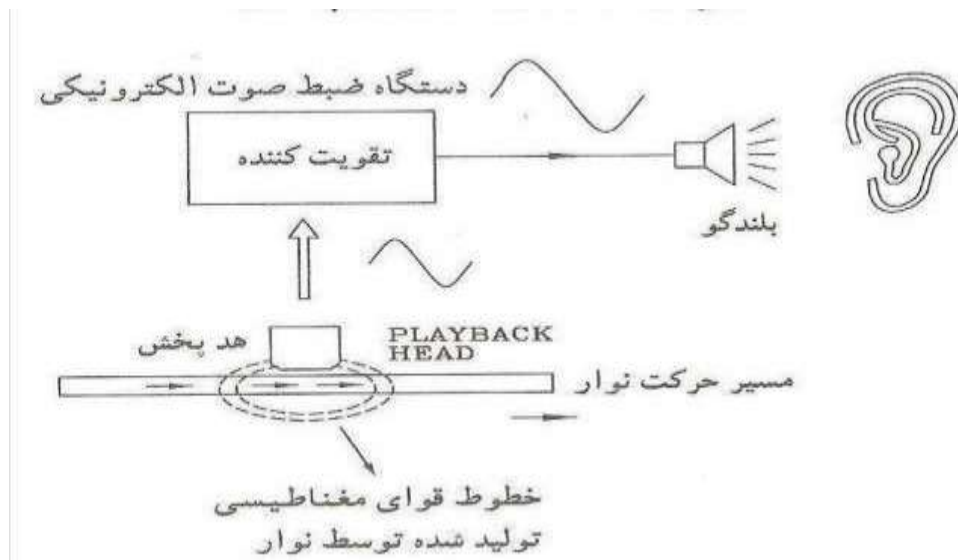 دستگاه ضبط صوت الکترونیکی
تقویت کننده
بلندگو
هد پخش
PLAYBACK
HEAD
مسیر حرکت نوار
خطوط قوای مغناطیسی
تولید شده توسط نوار